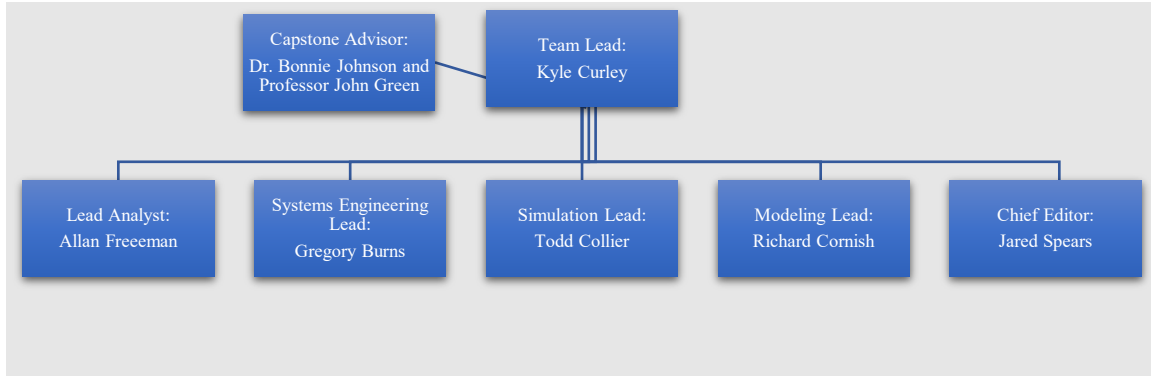 Capstone Advisor:
Dr. Bonnie Johnson and
Professor John Green
Team Lead:
Kyle Curley
Lead Analyst:
Allan Freeeman
Systems Engineering
Lead:
Gregory Burns
Simulation Lead:
Todd Collier
Modeling Lead:
Richard Cornish
Chief Editor:
Jared Spears